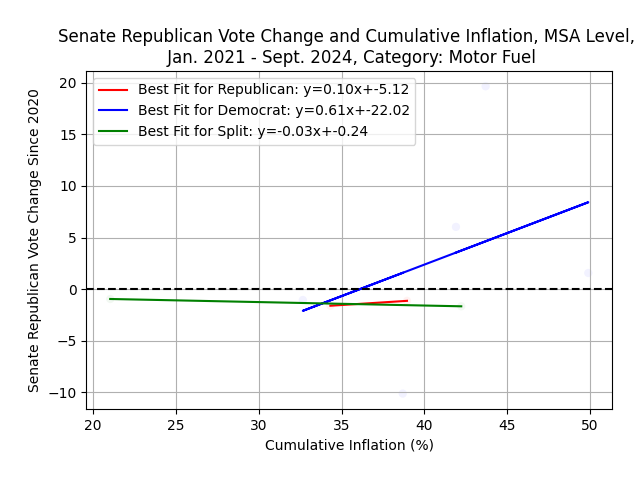 Senate Republican Vote Change and Cumulative Inflation, MSA Level,
Jan. 2021 - Sept. 2024, Category: Motor Fuel
Senate Republican Vote Change Since 2020
20
15
10
5
0
−5
−10
Best Fit for Republican: y=0.10x+-5.12
Best Fit for Democrat: y=0.61x+-22.02
Best Fit for Split: y=-0.03x+-0.24
20 25 30 35 40 45 50
Cumulative Inflation (%)